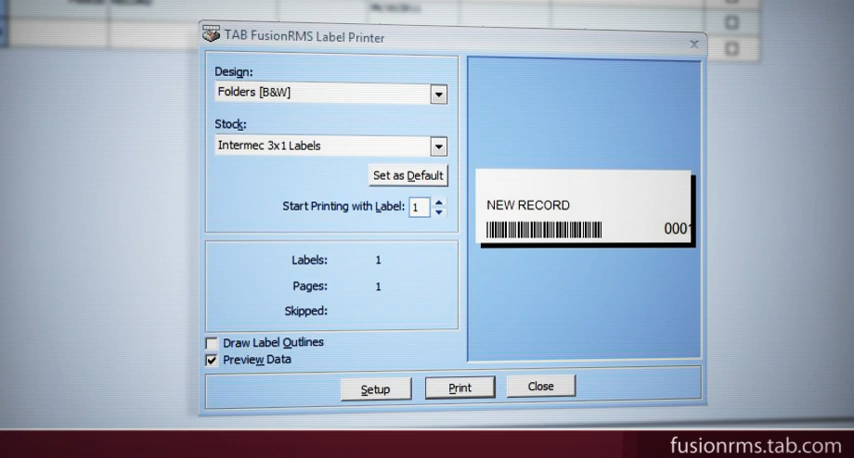 TAB FusionRMS Label Printer
Design:
Folders [B&W]
Stock:
Intermec 3x1 Labels
Set as Default
Start Printing with Label: 1
NEW RECORD
0001
Labels: 1
Pages: 1
Skipped:
Draw Label Outlines
Preview Data
Setup Print Close
fusionrms.tab.com